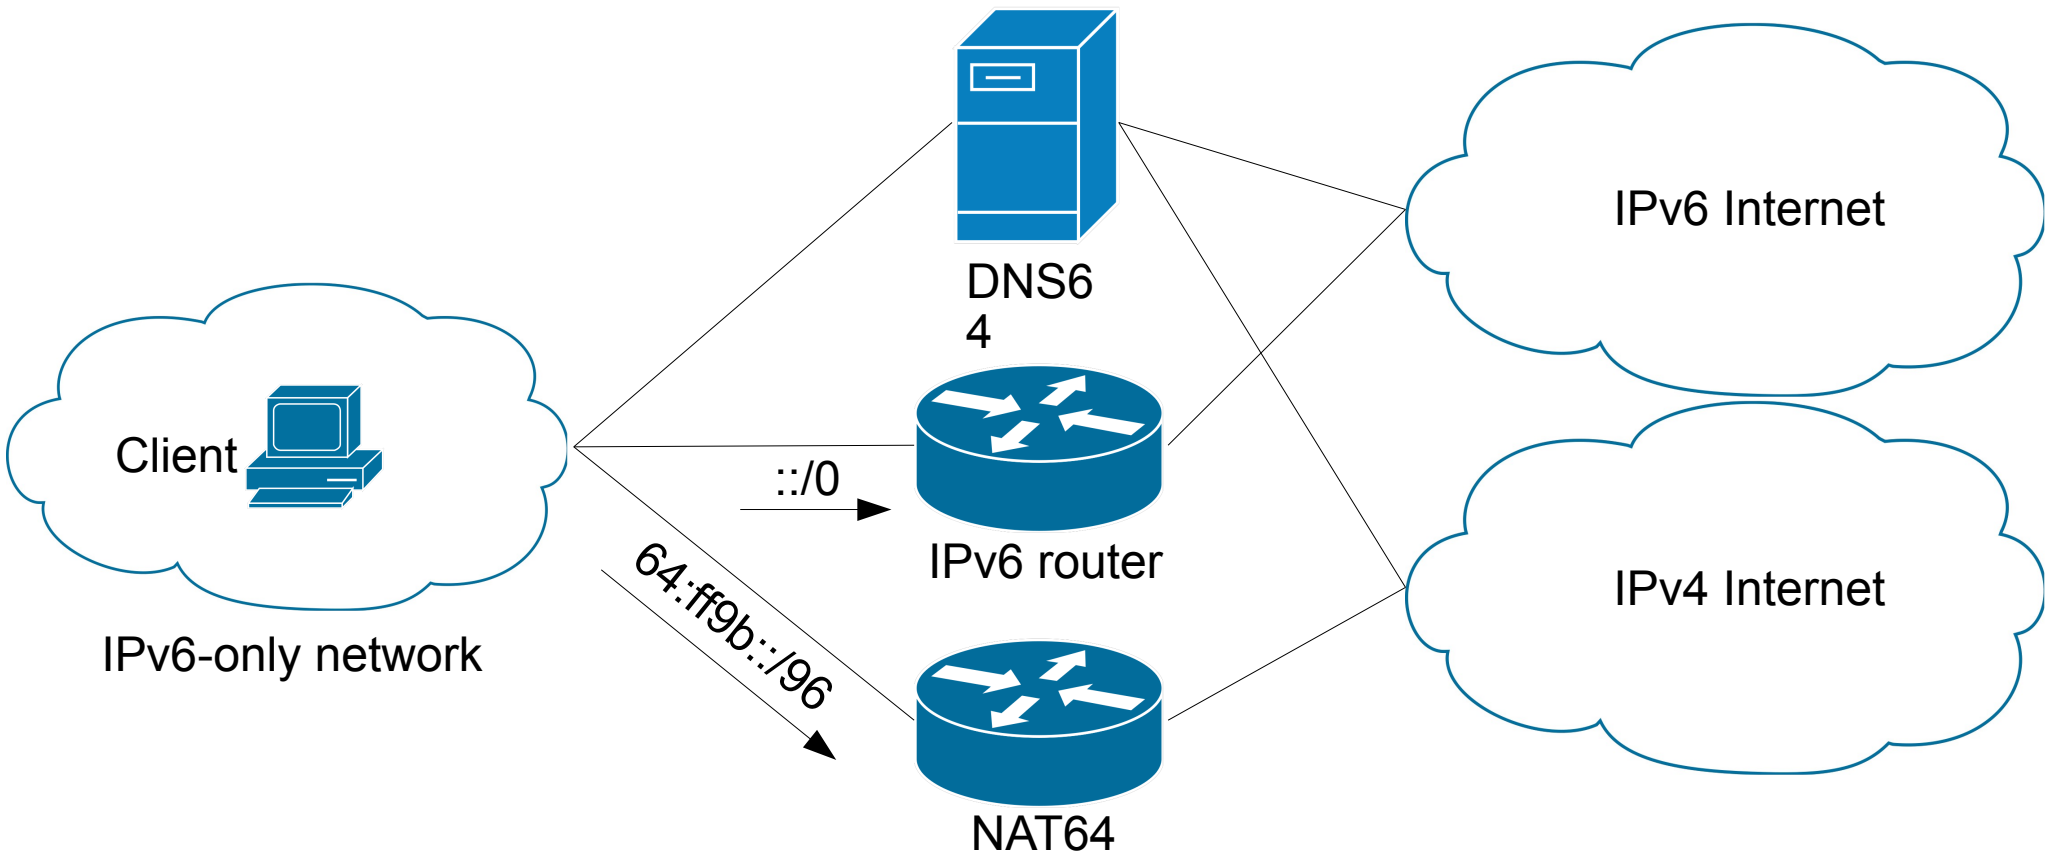 DNS6
4
IPv6 Internet
Client
::/0
IPv6 router
64:ff9b::/96
IPv4 Internet
IPv6-only network
NAT64